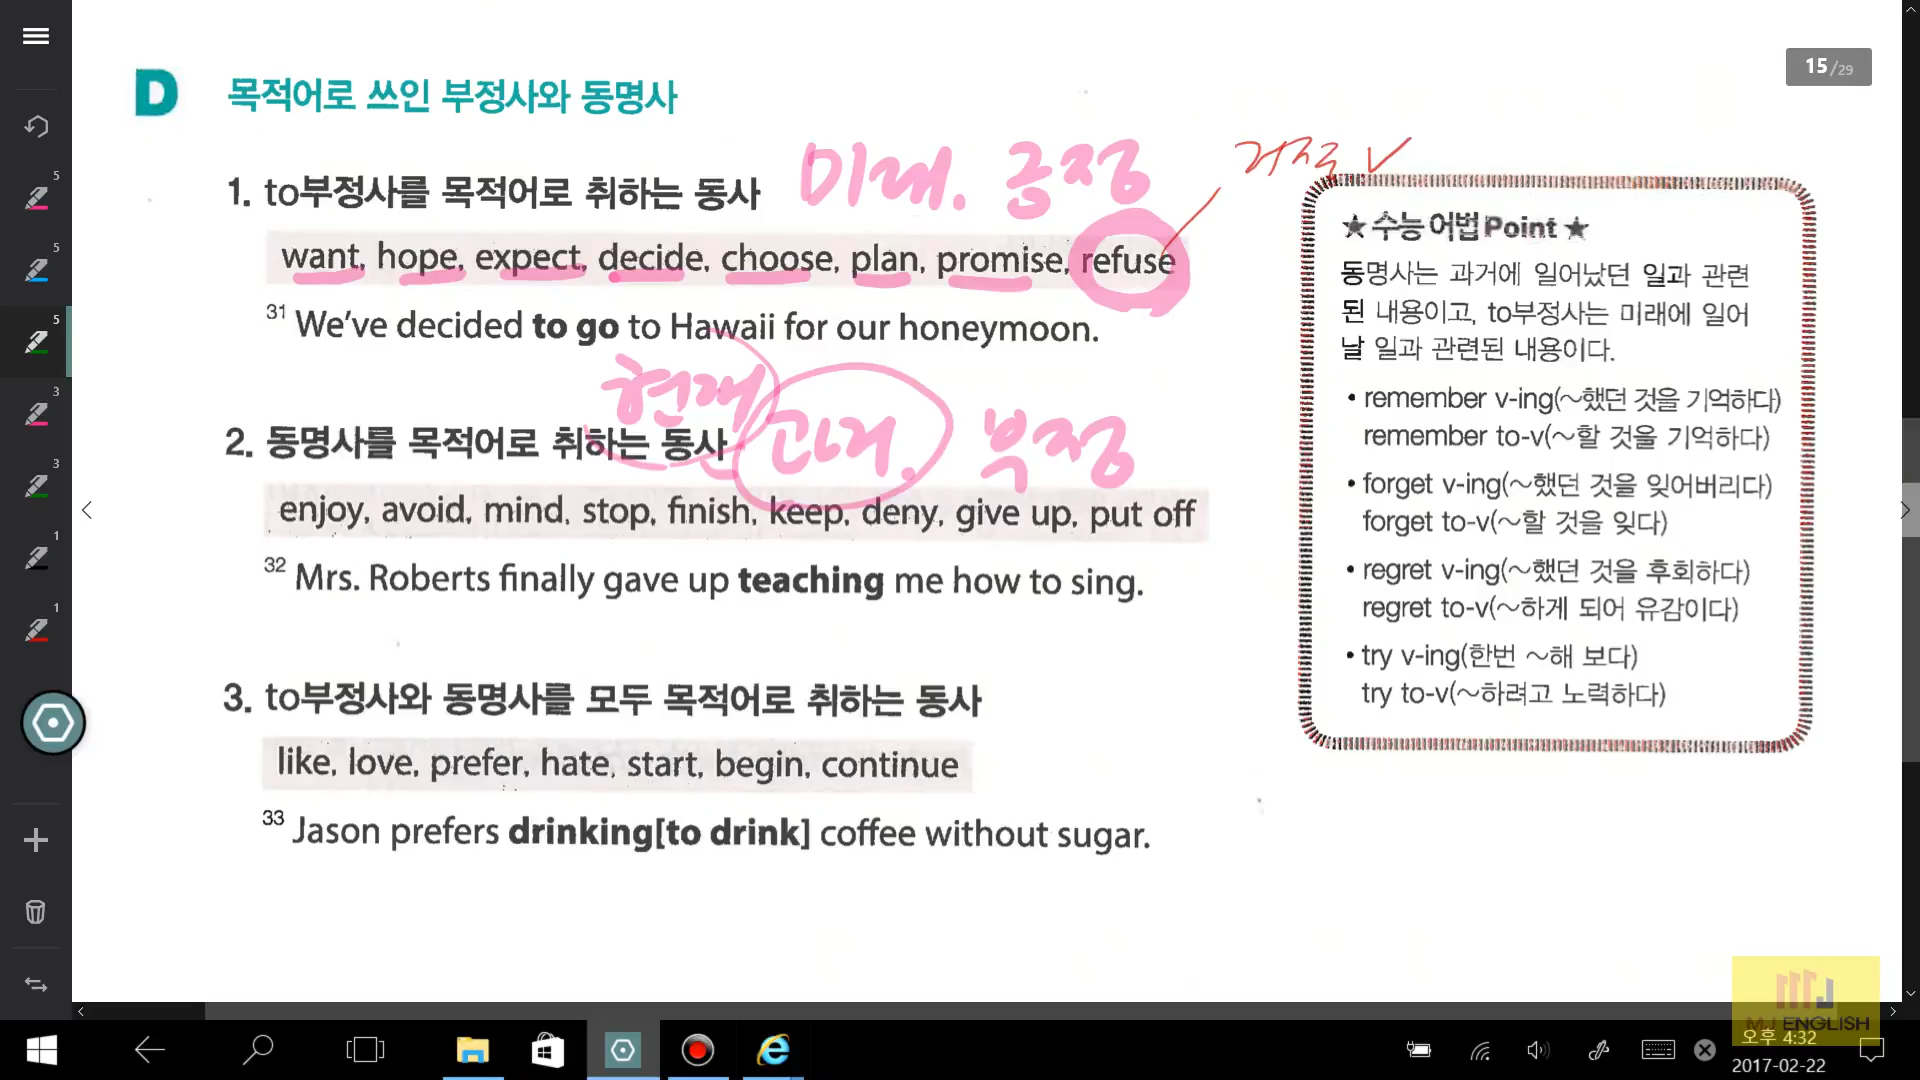 15/29
D 목적어로 쓰인 부정사와 동명사
1. to부정사를 목적어로 취하는 동사 미래. 긍정
거절 ✓
want, hope, expect, decide, choose, plan, promise, refuse
31 We've decided to go to Hawaii for our honeymoon.
현재 과거. 부정
2. 동명사를 목적어로 취하는 동사
enjoy, avoid, mind, stop, finish, keep, deny, give up, put off
32 Mrs. Roberts finally gave up teaching me how to sing.
3. to부정사와 동명사를 모두 목적어로 취하는 동사
like, love, prefer, hate, start, begin, continue
33 Jason prefers drinking[to drink] coffee without sugar.
★ 수능 어법 Point ★
동명사는 과거에 일어났던 일과 관련
된 내용이고, to부정사는 미래에 일어
날 일과 관련된 내용이다.
• remember v-ing(~했던 것을 기억하다)
remember to-v(~할 것을 기억하다)
• forget v-ing(~했던 것을 잊어버리다)
forget to-v(~할 것을 잊다)
• regret v-ing(~했던 것을 후회하다)
regret to-v(~하게 되어 유감이다)
• try v-ing(한번 ~해 보다)
try to-v(~하려고 노력하다)
5
5
5
3
3
1
1
MJ
MJ ENGLISH
오후 4:32
2017-02-22